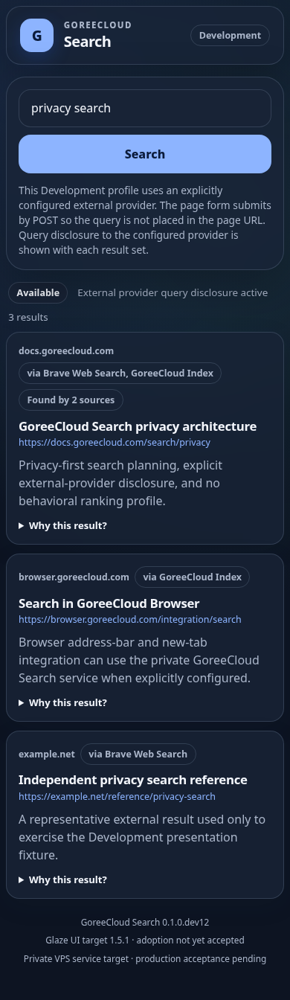 G
GOREECLOUD
Search
Development
privacy search
Search
This Development profile uses an explicitly
configured external provider. The page form submits
by POST so the query is not placed in the page URL.
Query disclosure to the configured provider is
shown with each result set.
Available External provider query disclosure active
3 results
docs.goreecloud.com
via Brave Web Search, GoreeCloud Index
Found by 2 sources
GoreeCloud Search privacy architecture
https://docs.goreecloud.com/search/privacy
Privacy-first search planning, explicit
external-provider disclosure, and no
behavioral ranking profile.
Why this result?
browser.goreecloud.com via GoreeCloud Index
Search in GoreeCloud Browser
https://browser.goreecloud.com/integration/search
Browser address-bar and new-tab
integration can use the private GoreeCloud
Search service when explicitly configured.
Why this result?
example.net via Brave Web Search
Independent privacy search reference
https://example.net/reference/privacy-search
A representative external result used only to
exercise the Development presentation
fixture.
Why this result?
GoreeCloud Search 0.1.0.dev12
Glaze UI target 1.5.1 · adoption not yet accepted
Private VPS service target · production acceptance pending